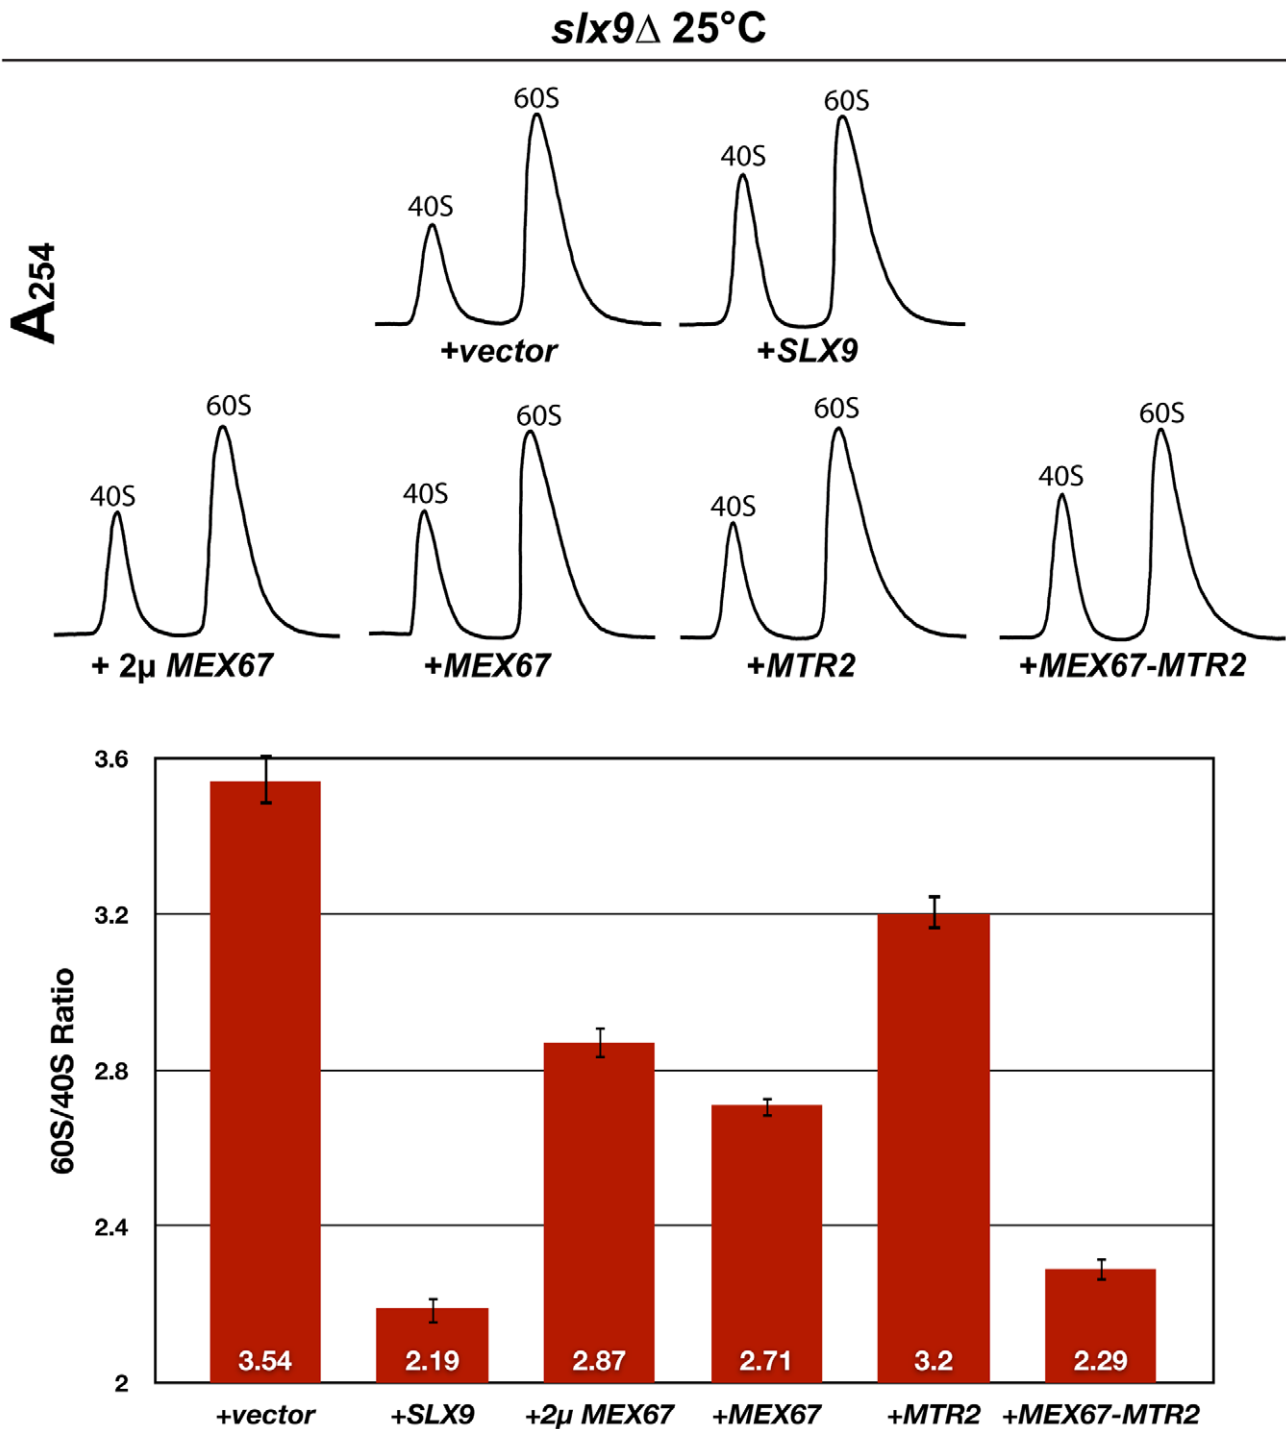 slx9Δ 25°C
A254
60S
60S
40S
40S
+vector
+SLX9
60S
60S
60S
60S
40S
40S
40S
40S
+ 2µ MEX67
+MEX67
+MTR2
+MEX67-MTR2
60S/40S Ratio
3.6
3.2
2.8
2.4
2
3.54
2.19
2.87
2.71
3.2
2.29
+vector
+SLX9
+2µ MEX67
+MEX67
+MTR2
+MEX67-MTR2